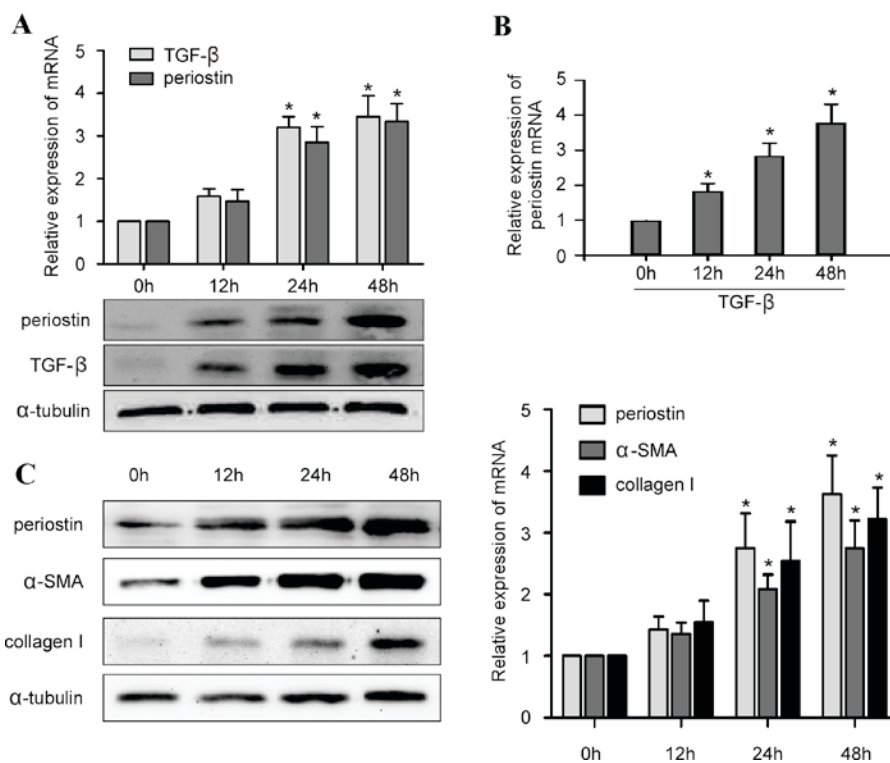 A
Relative expression of mRNA
5
4
3
2
1
0
TGF-β
periostin
* * * *
0h 12h 24h 48h
periostin
TGF-β
α-tubulin
B
Relative expression of
periostin mRNA
5
4
3
2
1
0
* * *
0h 12h 24h 48h
TGF-β
C
0h 12h 24h 48h
periostin
α-SMA
collagen I
α-tubulin
Relative expression of mRNA
5
4
3
2
1
0
periostin
α-SMA
collagen I
* * * * * *
0h 12h 24h 48h